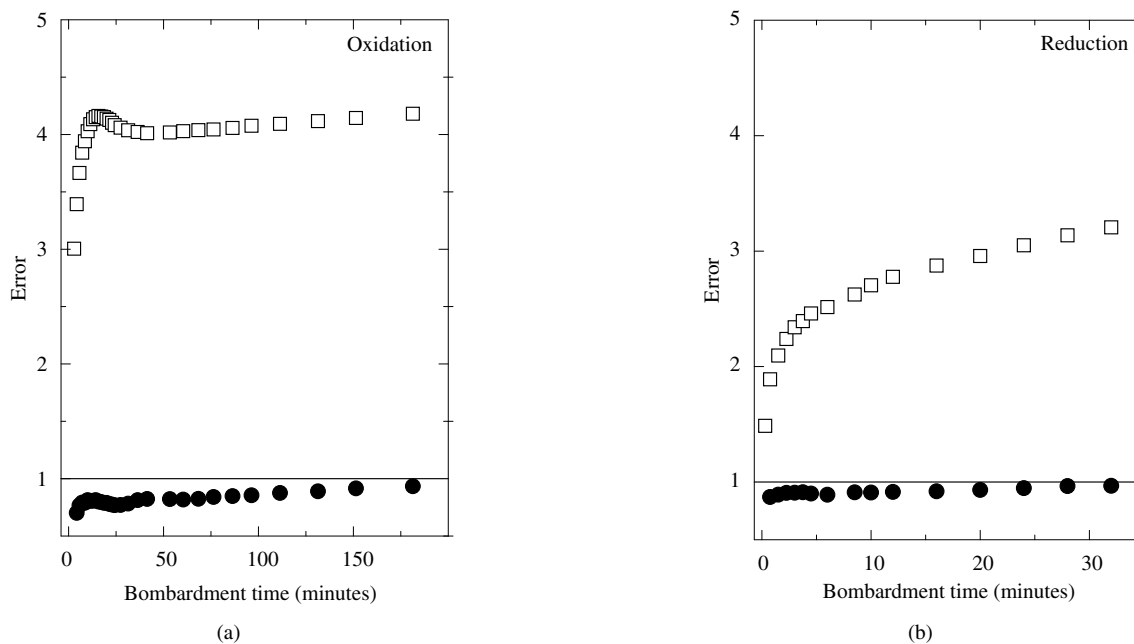 5
Oxidation
4
3
Error
2
1
0 50 100 150
Bombardment time (minutes)
(a)
5
Reduction
4
3
Error
2
1
0 10 20 30
Bombardment time (minutes)
(b)